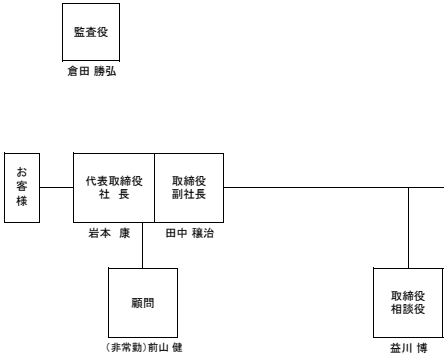 監査役
倉田 勝弘
お
客
様
代表取締役
社 長
取締役
副社長
岩本 康
田中 穣治
顧問
（非常勤）前山 健
取締役
相談役
益川 博